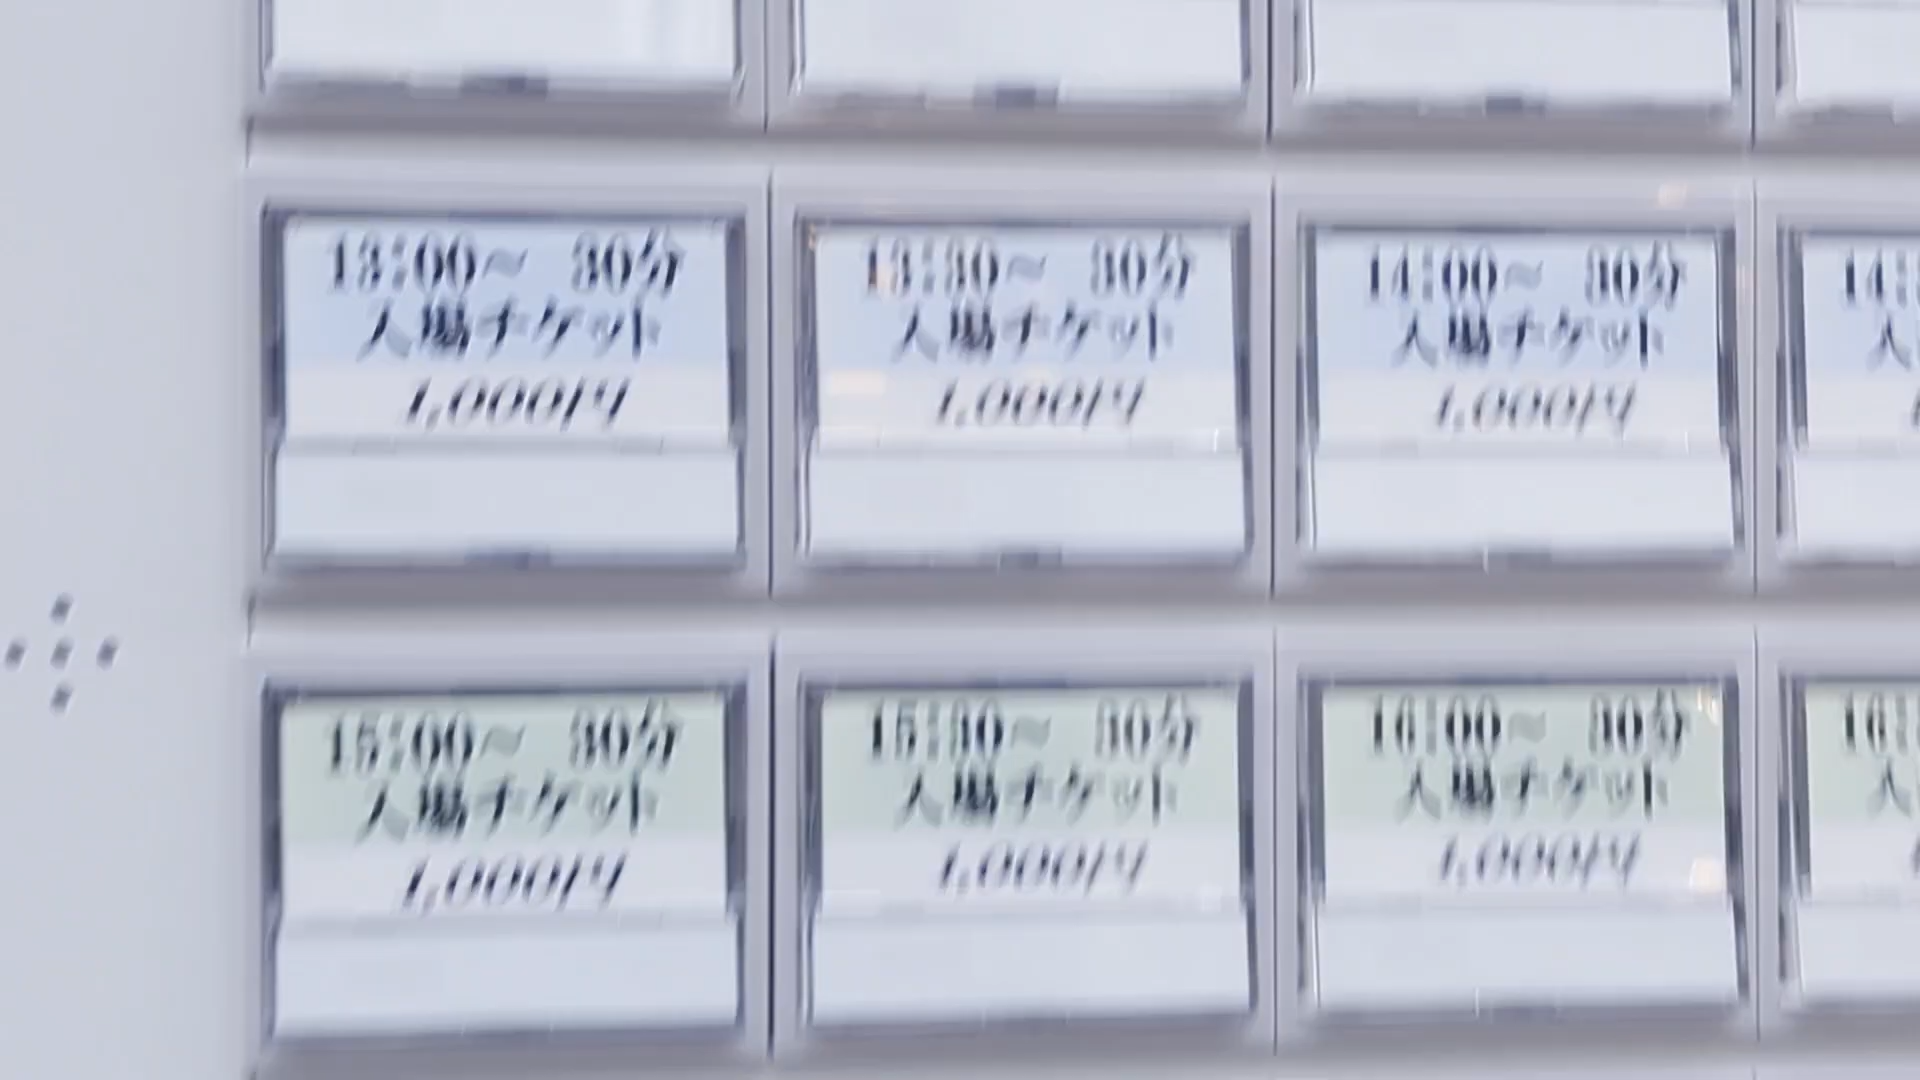 13:00～ 30分
入場チケット
1,000円
13:30～ 30分
入場チケット
1,000円
14:00～ 30分
入場チケット
1,000円
15:00～ 30分
入場チケット
1,000円
15:30～ 30分
入場チケット
1,000円
16:00～ 30分
入場チケット
1,000円